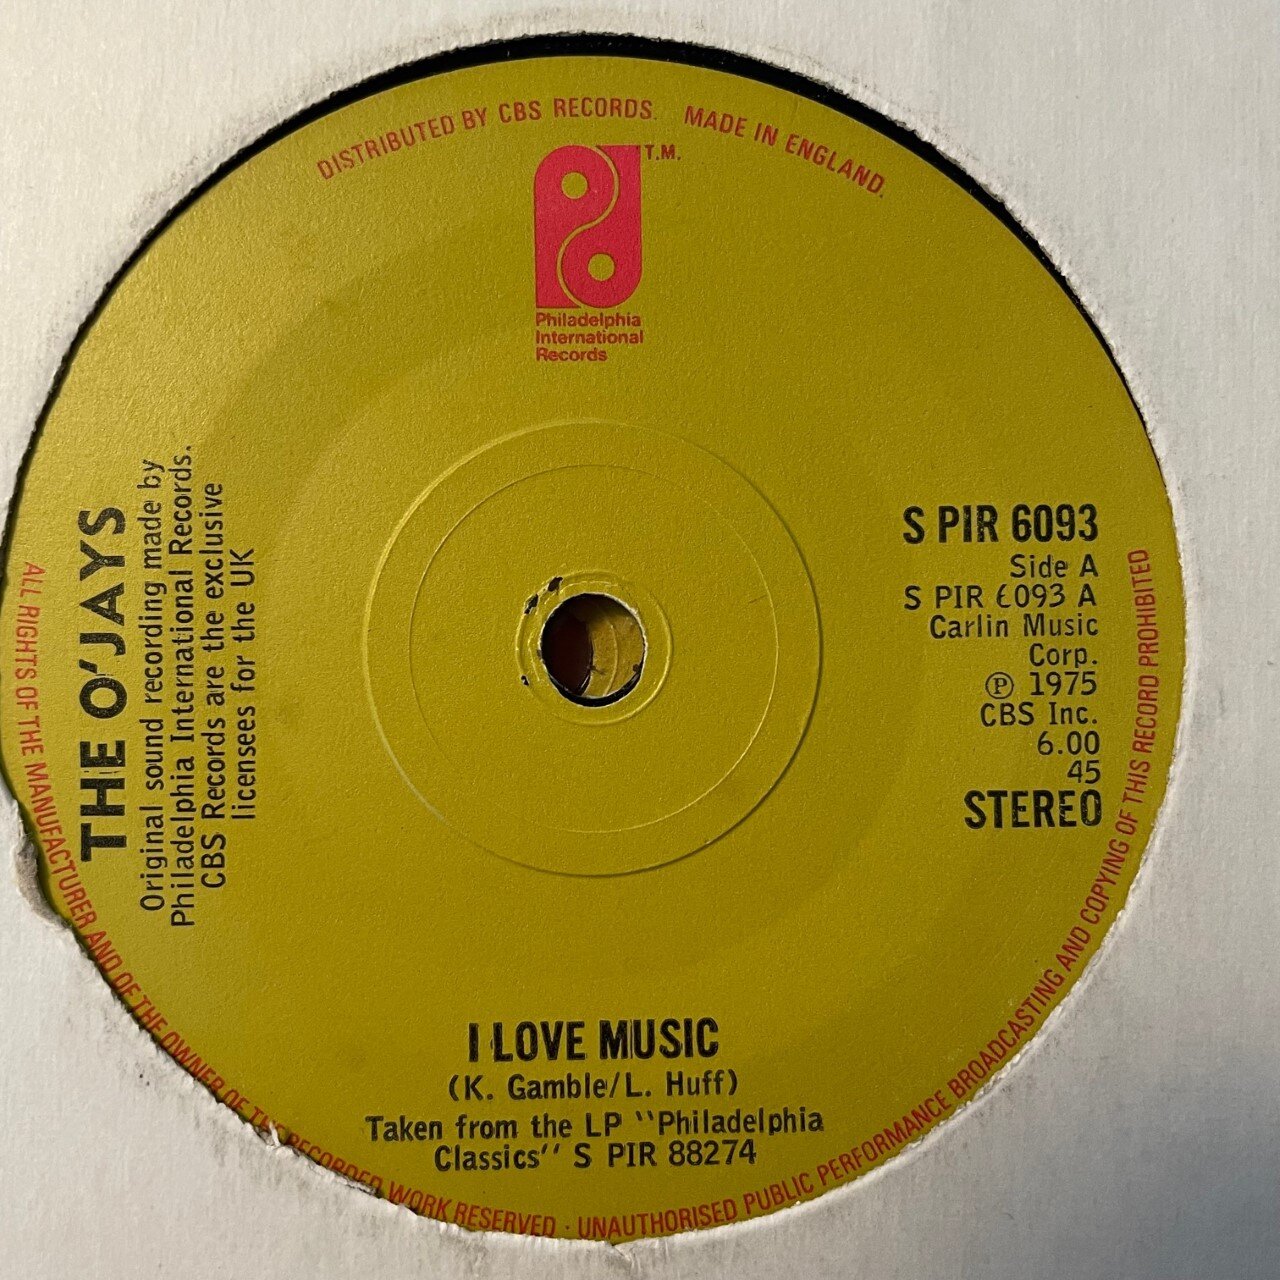 DISTRIBUTED BY CBS RECORDS. MADE IN ENGLAND.
T.M.
Philadelphia
International
Records
THE O'JAYS
Original sound recording made by
Philadelphia International Records.
CBS Records are the exclusive
licensees for the UK
S PIR 6093
Side A
S PIR 6093 A
Carlin Music
Corp.
℗ 1975
CBS Inc.
6.00
45
STEREO
I LOVE MUSIC
(K. Gamble/L. Huff)
Taken from the LP "Philadelphia
Classics" S PIR 88274
ALL RIGHTS OF THE MANUFACTURER AND OF THE OWNER OF THE RECORDED WORK RESERVED · UNAUTHORISED PUBLIC PERFORMANCE BROADCASTING AND COPYING OF THIS RECORD PROHIBITED